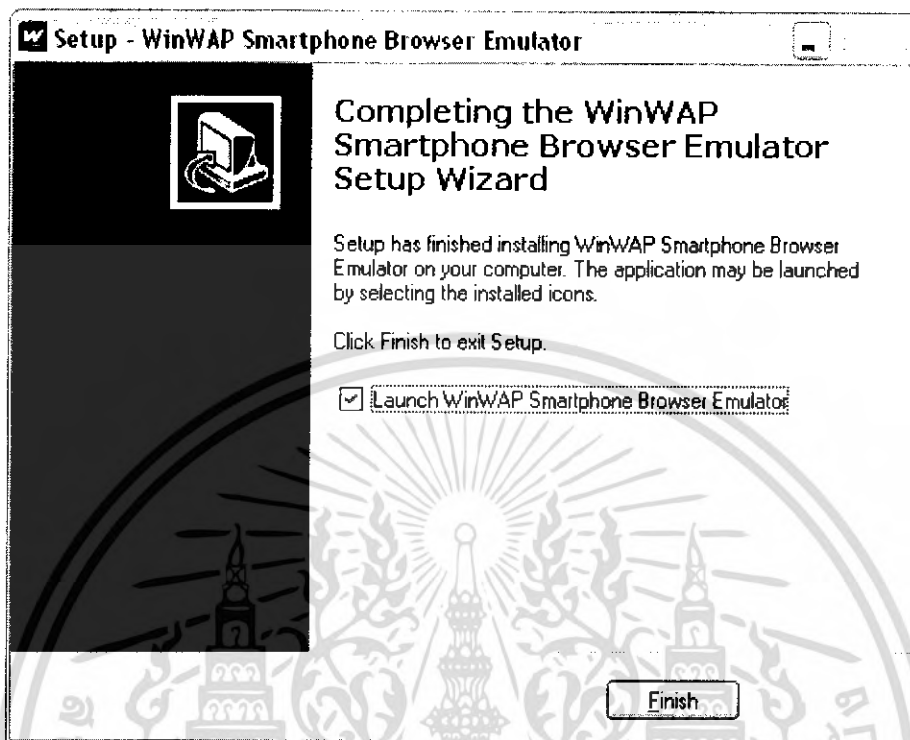 Setup - WinWAP Smartphone Browser Emulator
Completing the WinWAP
Smartphone Browser Emulator
Setup Wizard
Setup has finished installing WinWAP Smartphone Browser
Emulator on your computer. The application may be launched
by selecting the installed icons.
Click Finish to exit Setup.
Launch WinWAP Smartphone Browser Emulator
Finish